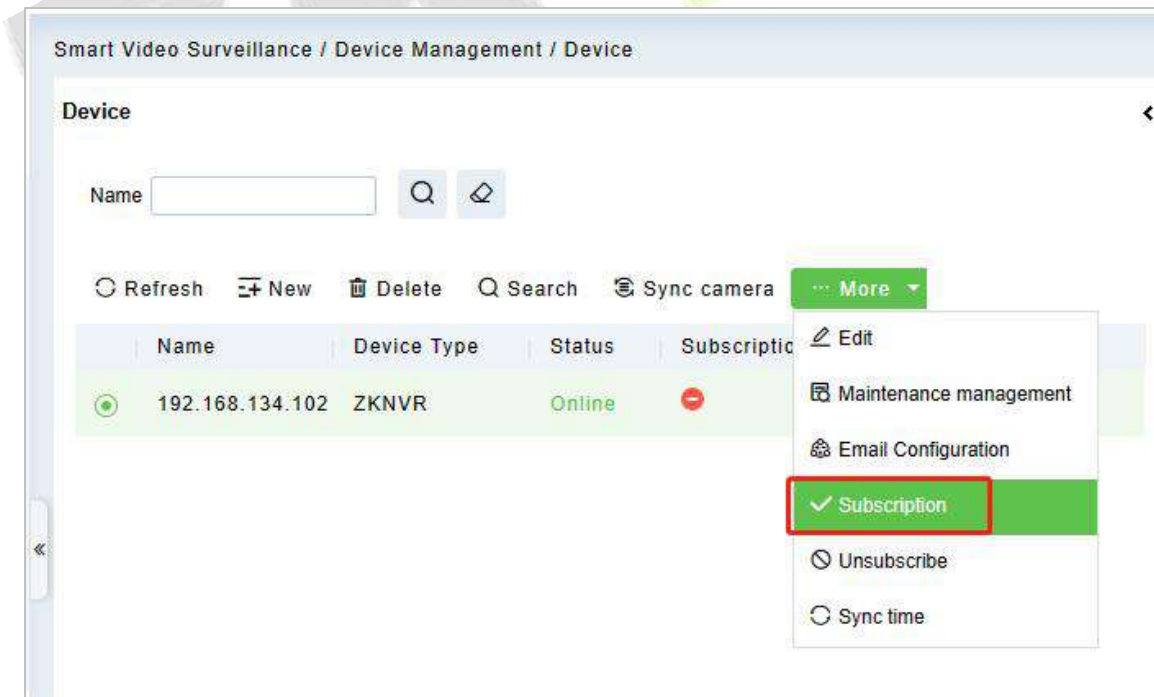 Smart Video Surveillance / Device Management / Device
Device
Name
Refresh New Delete Search Sync camera ··· More
Name Device Type Status Subscriptio
192.168.134.102 ZKNVR Online
Edit
Maintenance management
Email Configuration
Subscription
Unsubscribe
Sync time